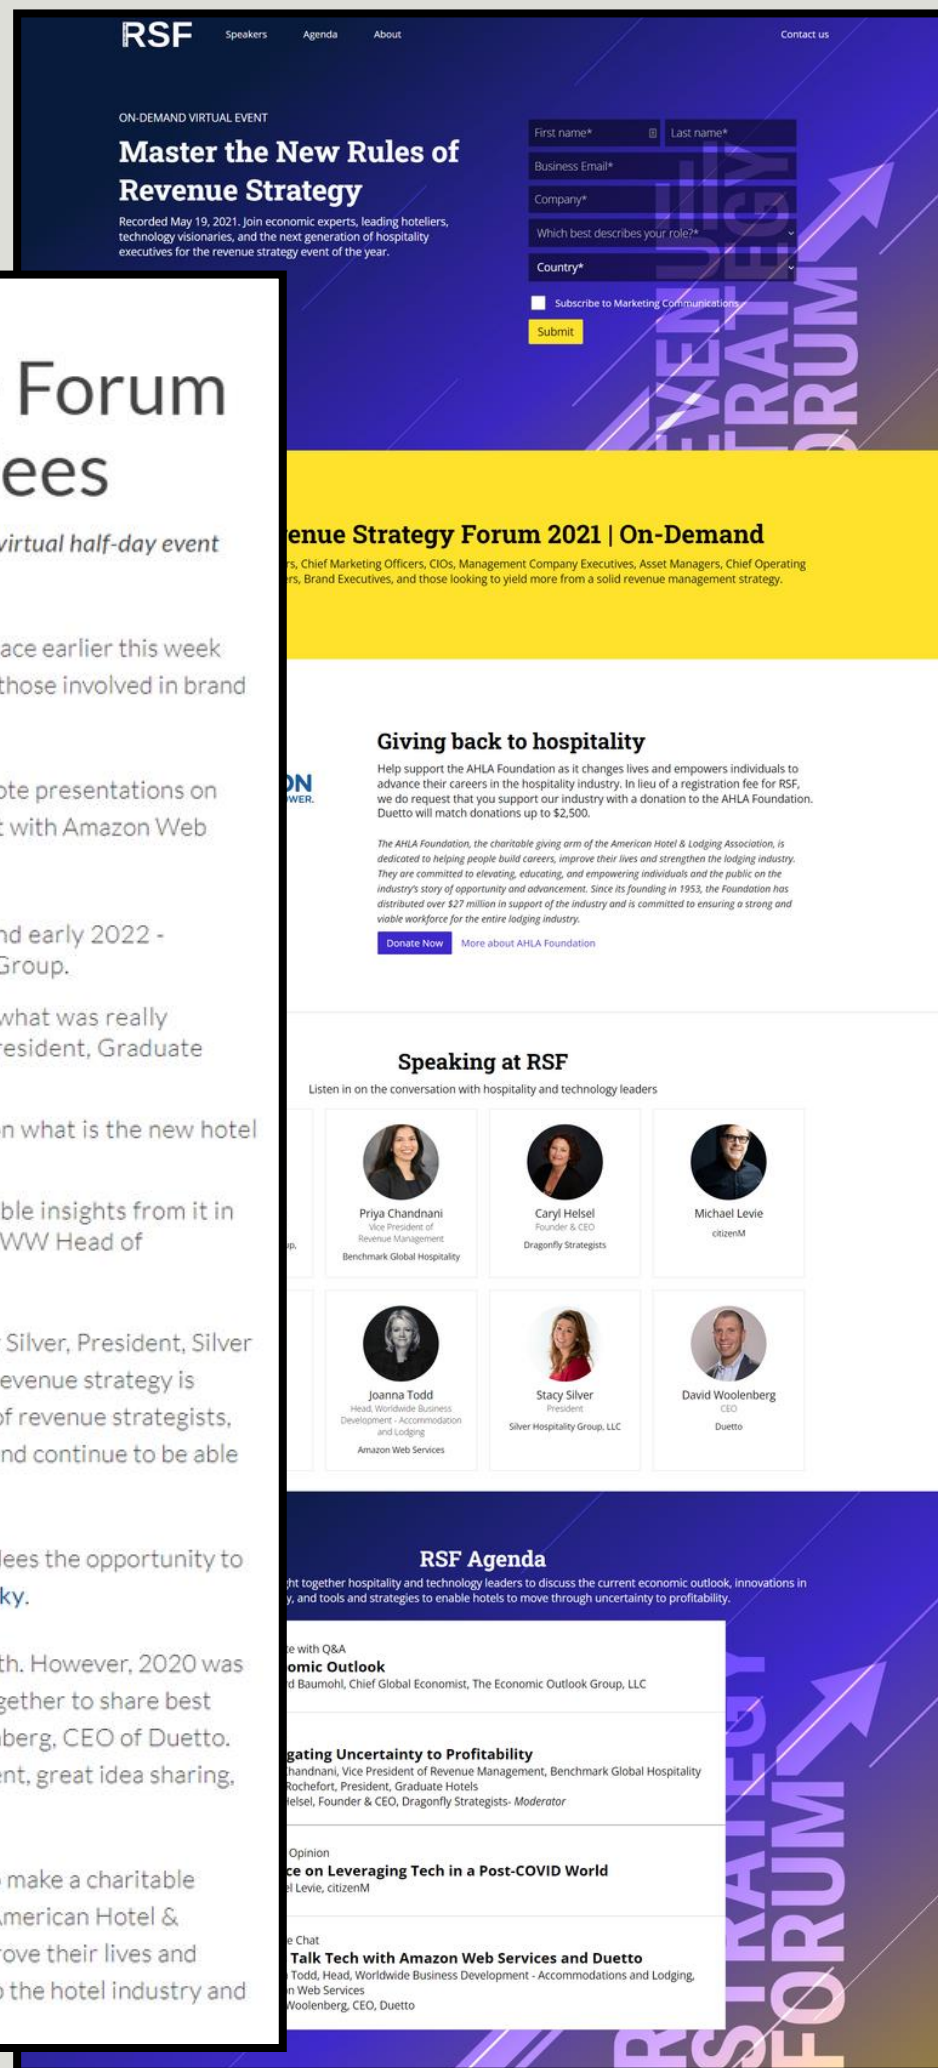 RSF
Speakers Agenda About Contact us
ON-DEMAND VIRTUAL EVENT
Master the New Rules of
Revenue Strategy
Recorded May 19, 2021. Join economic experts, leading hoteliers,
technology visionaries, and the next generation of hospitality
executives for the revenue strategy event of the year.
First name* Last name*
Business Email*
Company*
Which best describes your role?*
Country*
Subscribe to Marketing Communications
Submit
Forum
ees
virtual half-day event
ace earlier this week
those involved in brand
ote presentations on
with Amazon Web
nd early 2022 -
Group.
what was really
resident, Graduate
on what is the new hotel
ble insights from it in
WW Head of
Silver, President, Silver
evenue strategy is
of revenue strategists,
nd continue to be able
lees the opportunity to
ky.
th. However, 2020 was
gether to share best
nberg, CEO of Duetto.
ent, great idea sharing,
make a charitable
American Hotel &
rove their lives and
the hotel industry and
enue Strategy Forum 2021 | On-Demand
rs, Chief Marketing Officers, CIOs, Management Company Executives, Asset Managers, Chief Operating
rs, Brand Executives, and those looking to yield more from a solid revenue management strategy.
ON
WER.
Giving back to hospitality
Help support the AHLA Foundation as it changes lives and empowers individuals to
advance their careers in the hospitality industry. In lieu of a registration fee for RSF,
we do request that you support our industry with a donation to the AHLA Foundation.
Duetto will match donations up to $2,500.
The AHLA Foundation, the charitable giving arm of the American Hotel & Lodging Association, is
dedicated to helping people build careers, improve their lives and strengthen the lodging industry.
They are committed to elevating, educating, and empowering individuals and the public on the
industry's story of opportunity and advancement. Since its founding in 1953, the Foundation has
distributed over $27 million in support of the industry and is committed to ensuring a strong and
viable workforce for the entire lodging industry.
Donate Now More about AHLA Foundation
Speaking at RSF
Listen in on the conversation with hospitality and technology leaders
Priya Chandnani
Vice President of
Revenue Management
Benchmark Global Hospitality
Caryl Helsel
Founder & CEO
Dragonfly Strategists
Michael Levie
citizenM
up,
Joanna Todd
Head, Worldwide Business
Development - Accommodation
and Lodging
Amazon Web Services
Stacy Silver
President
Silver Hospitality Group, LLC
David Woolenberg
CEO
Duetto
RSF Agenda
ht together hospitality and technology leaders to discuss the current economic outlook, innovations in
y, and tools and strategies to enable hotels to move through uncertainty to profitability.
te with Q&A
omic Outlook
rd Baumohl, Chief Global Economist, The Economic Outlook Group, LLC
gating Uncertainty to Profitability
Chandnani, Vice President of Revenue Management, Benchmark Global Hospitality
Rochefort, President, Graduate Hotels
Helsel, Founder & CEO, Dragonfly Strategists- Moderator
Opinion
ce on Leveraging Tech in a Post-COVID World
el Levie, citizenM
e Chat
Talk Tech with Amazon Web Services and Duetto
Todd, Head, Worldwide Business Development - Accommodations and Lodging,
n Web Services
Woolenberg, CEO, Duetto
EVENUE
STRATEGY
FORUM
R
STRATEGY
FORUM